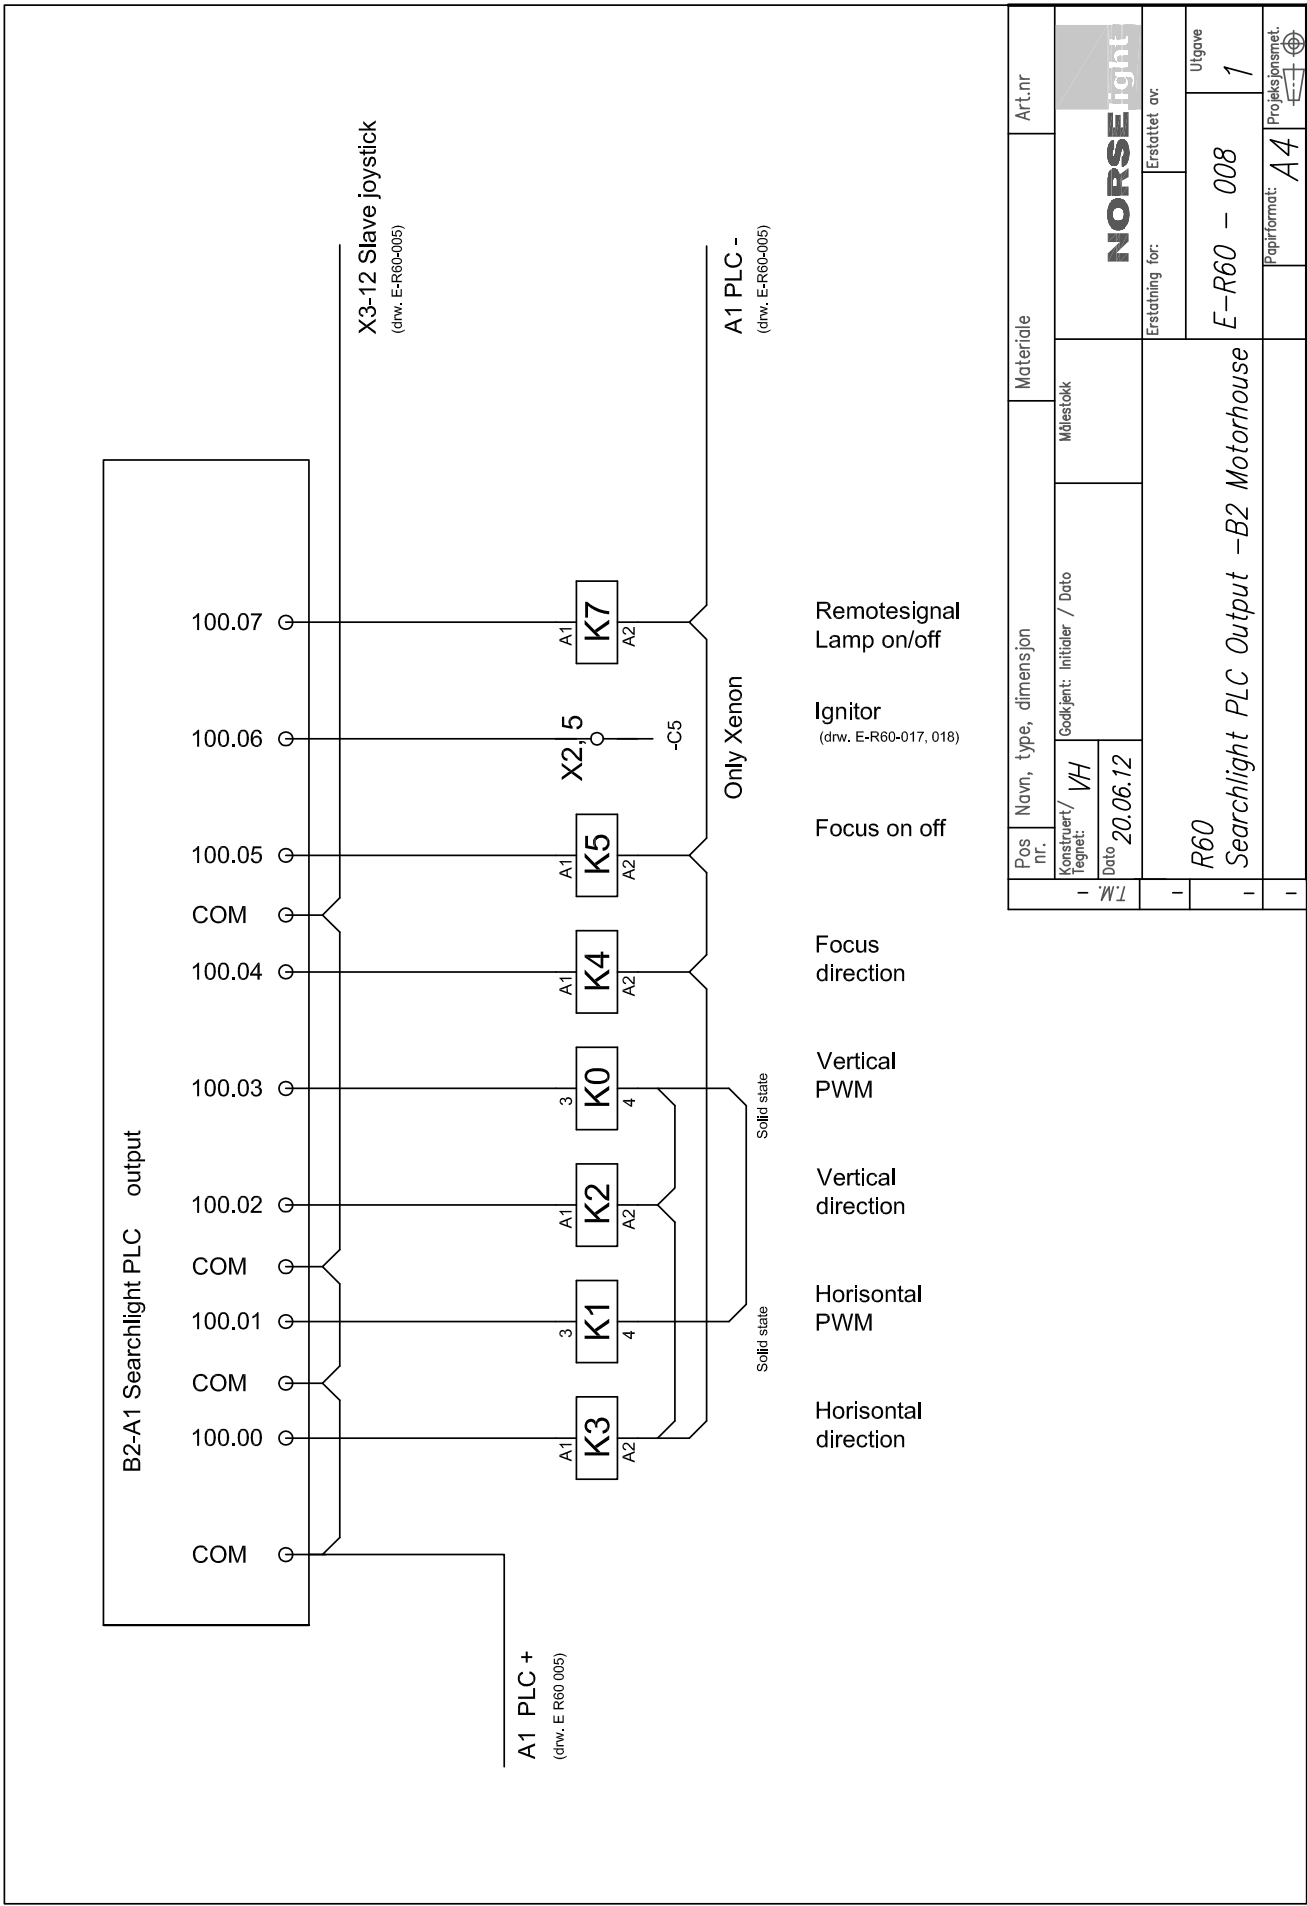 B2-A1 Searchlight PLC output
X3-12 Slave joystick
(drw. E-R60-005)
A1 PLC -
(drw. E-R60-005)
A1 PLC +
(drw. E R60 005)
100.07
A1
K7
A2
Remotesignal
Lamp on/off
100.06
X2, 5
-C5
Only Xenon
Ignitor
(drw. E-R60-017, 018)
100.05
A1
K5
A2
Focus on off
COM
100.04
A1
K4
A2
Focus
direction
100.03
3
K0
4
Solid state
Vertical
PWM
100.02
A1
K2
A2
Vertical
direction
COM
100.01
3
K1
4
Solid state
Horisontal
PWM
COM
100.00
A1
K3
A2
Horisontal
direction
COM
Pos
nr.
Navn, type, dimensjon
Materiale
Art.nr
Konstruert/
Tegnet:
VH
Godkjent: Initialer / Dato
Målestokk
NORSElight
Dato
20.06.12
T.M.
Erstatning for:
Erstattet av:
R60
Searchlight PLC Output -B2 Motorhouse
E-R60 - 008
Utgave
1
Papirformat:
A4
Projeksjonsmet.
-
-
-
-